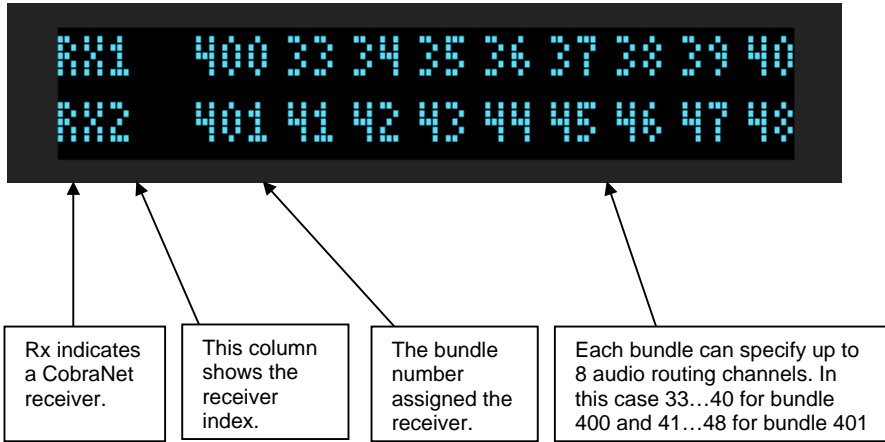 RX1 400 33 34 35 36 37 38 39 40
RX2 401 41 42 43 44 45 46 47 48
Rx indicates
a CobraNet
receiver.
This column
shows the
receiver
index.
The bundle
number
assigned the
receiver.
Each bundle can specify up to
8 audio routing channels. In
this case 33…40 for bundle
400 and 41…48 for bundle 401